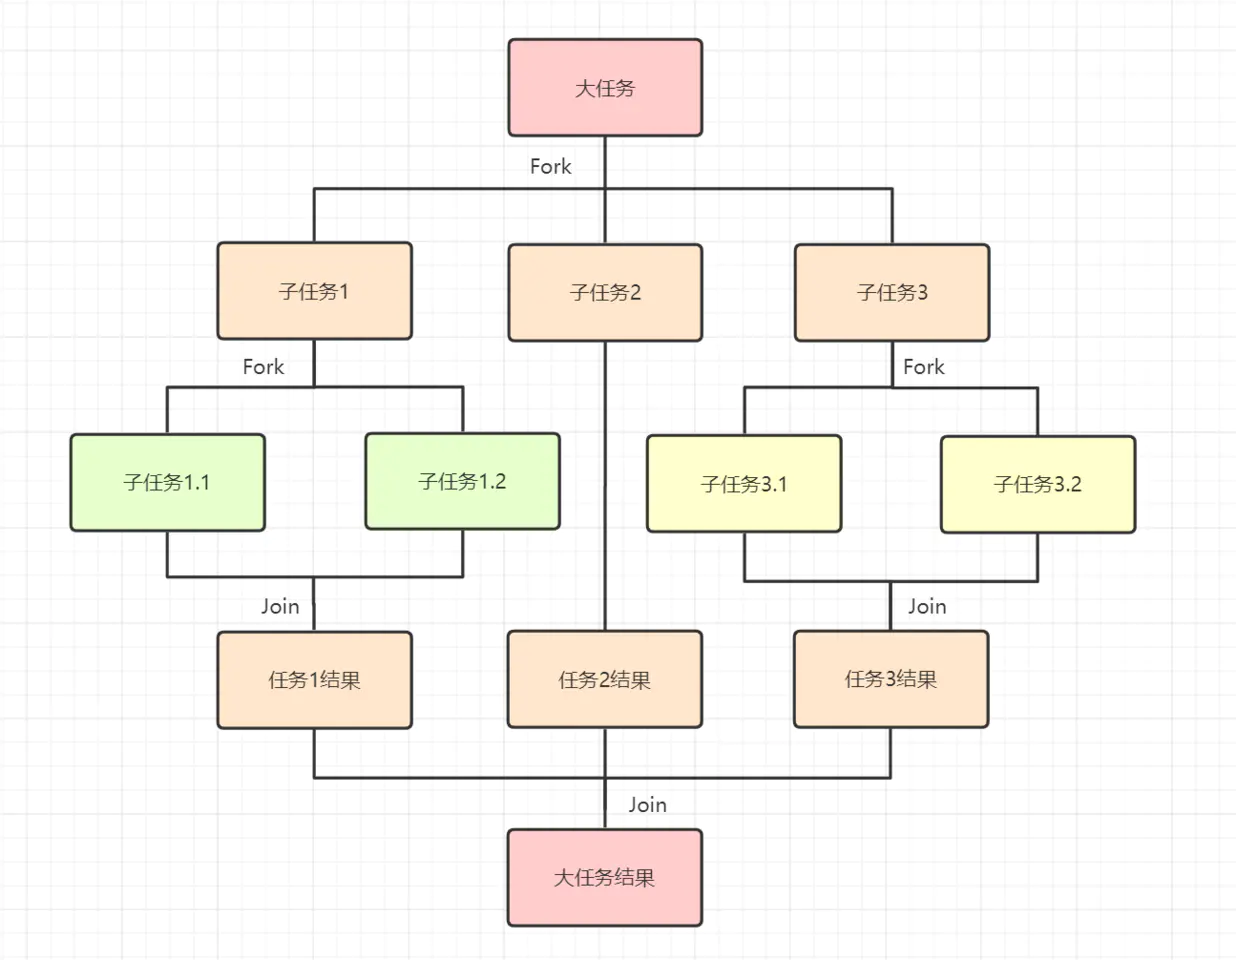 大任务
Fork
子任务1
子任务2
子任务3
Fork
Fork
子任务1.1
子任务1.2
子任务3.1
子任务3.2
Join
Join
任务1结果
任务2结果
任务3结果
Join
大任务结果